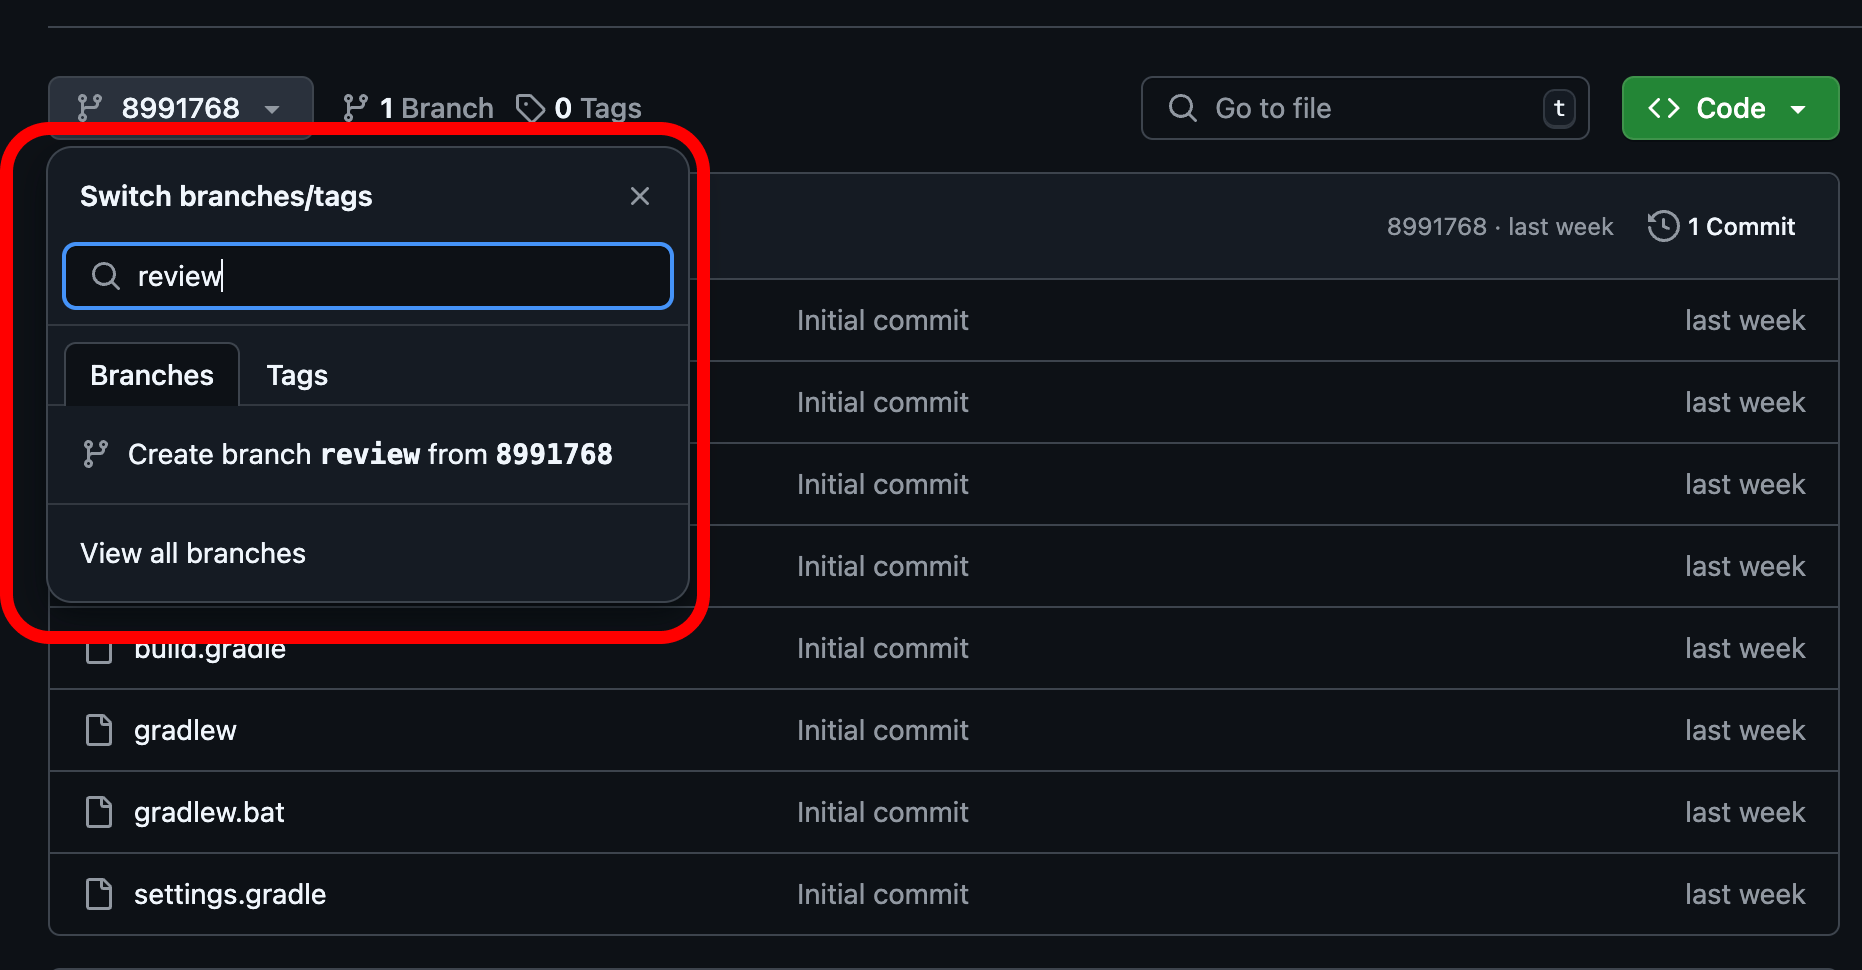 8991768
1 Branch
0 Tags
Go to file
t
<> Code
Switch branches/tags
review
Branches
Tags
Create branch review from 8991768
View all branches
8991768 · last week
1 Commit
Initial commit
last week
Initial commit
last week
Initial commit
last week
Initial commit
last week
build.gradle
Initial commit
last week
gradlew
Initial commit
last week
gradlew.bat
Initial commit
last week
settings.gradle
Initial commit
last week